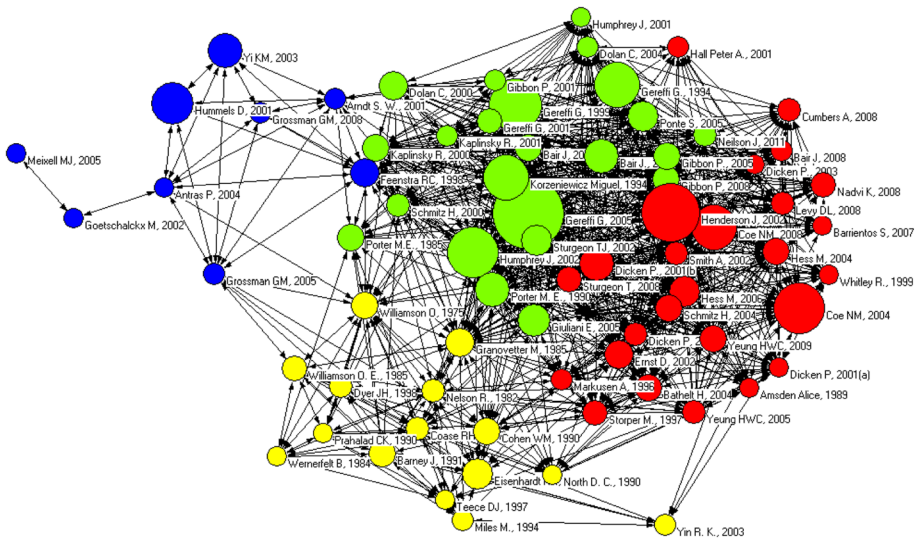 Humphrey J, 2001
Dolan C, 2004
Hall Peter A., 2001
Yi KM, 2003
Dolan C, 2000
Gibbon P, 2001
Gereffi G., 1994
Hummels D, 2001
Arndt S. W., 2001
Gereffi G, 1999
Grossman GM, 2008
Gereffi G, 2001
Ponte S, 2005
Cumbers A, 2008
Kaplinsky R., 2001
Neilson J, 2011
Meixell MJ, 2005
Kaplinsky R, 2000
Bair J, 20
Bair J.,
Gibbon P., 2005
Bair J, 2008
Dicken P., 2003
Feenstra RC, 1998
Korzeniewicz Miguel, 1994
Gibbon P, 2008
Nadvi K, 2008
Antras P, 2004
Schmitz H, 2000
Gereffi G, 2005
Henderson J, 2002
Levy DL, 2008
Goetschalckx M, 2002
Barrientos S, 2007
Coe NM, 2008
Porter M.E., 1985
Sturgeon TJ, 2002
Humphrey J, 2002
Smith A, 2002
Hess M, 2004
Grossman GM, 2005
Dicken P., 2001(b
Whitley R., 1999
Sturgeon T, 2008
Porter M. E., 1990
Hess M, 2006
Williamson O, 1975
Schmitz H, 2004
Coe NM, 2004
Giuliani E, 2005
Granovetter M, 1985
Dicken P, 2
Yeung HWC, 2009
Ernst D, 2002
Williamson O. E., 1985
Dicken P, 2001(a)
Markusen A, 1996
Dyer JH, 1998
Nelson R., 1982
Bathelt H, 2004
Amsden Alice, 1989
Storper M., 1997
Yeung HWC, 2005
Prahalad CK, 1990
Coase RH
Cohen WM, 1990
Wernerfelt B, 1984
Barney J, 1991
Eisenhardt
North D. C., 1990
Teece DJ, 1997
Miles M., 1994
Yin R. K., 2003